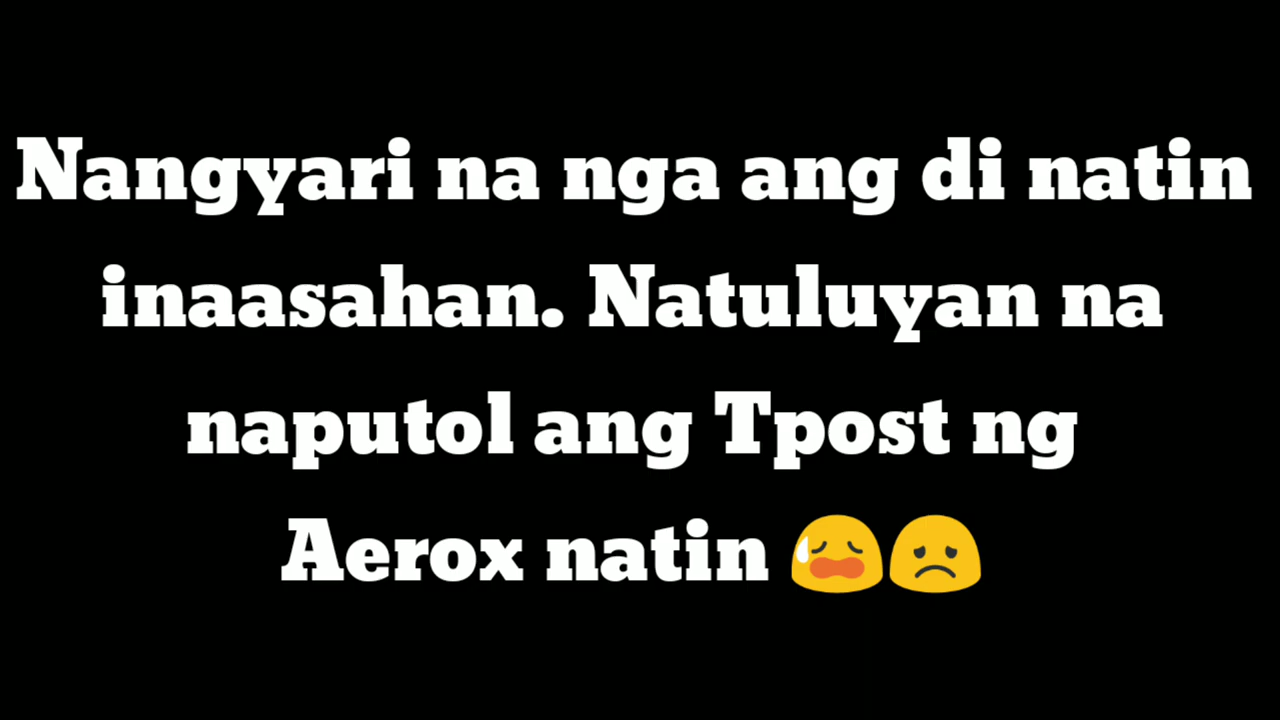 Nangyari na nga ang di natin
inaasahan. Natuluyan na
naputol ang Tpost ng
Aerox natin 😥😞